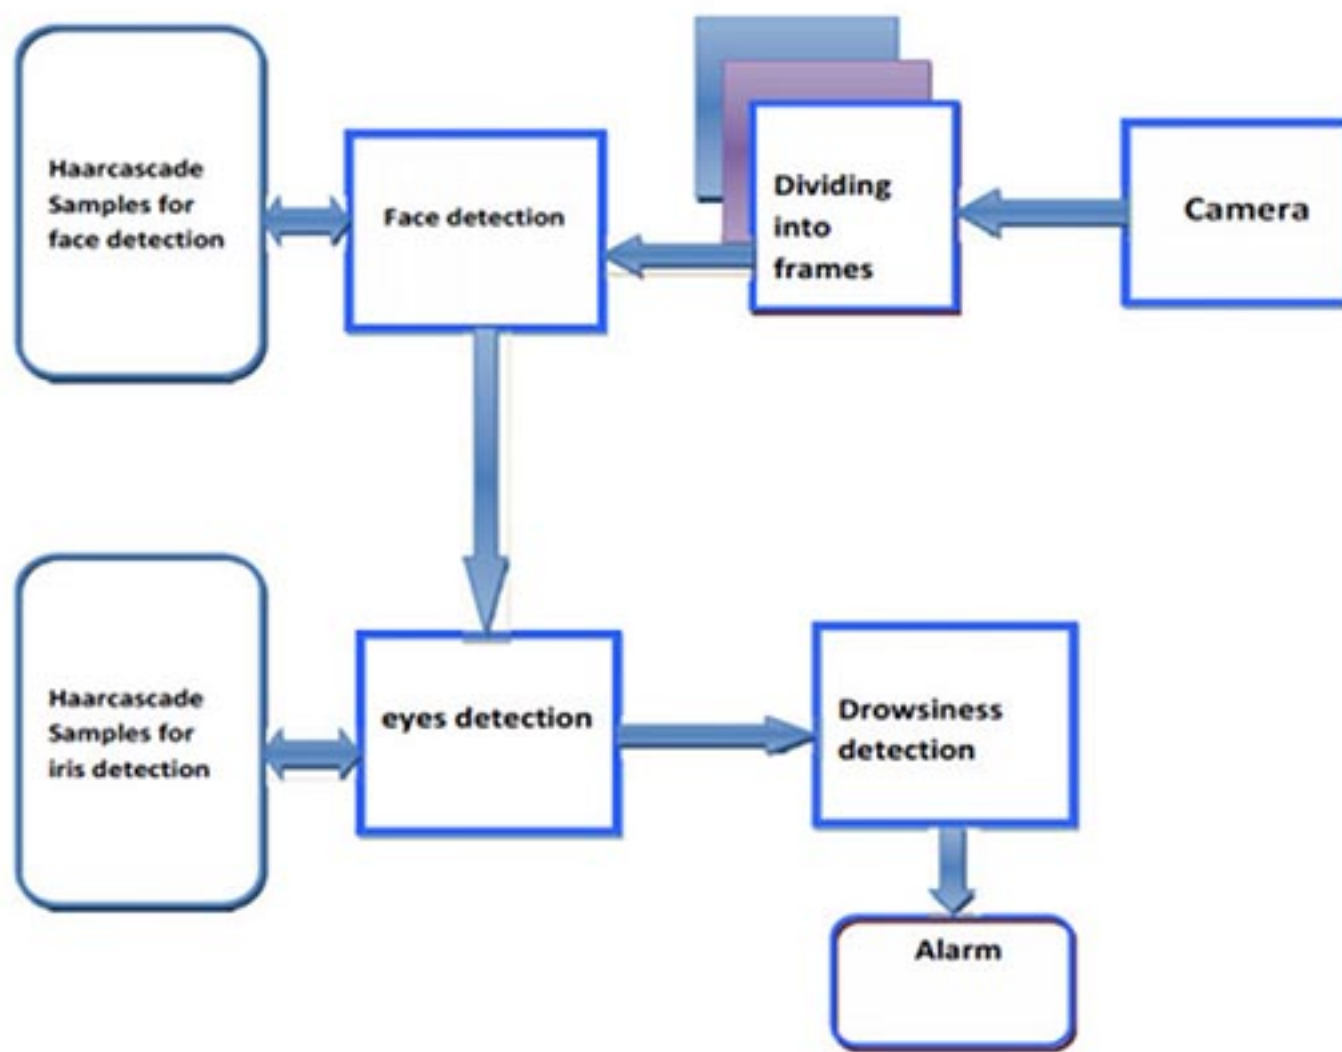 Haarcascade
Samples for
face detection
Face detection
Dividing
into
frames
Camera
Haarcascade
Samples for
iris detection
eyes detection
Drowsiness
detection
Alarm